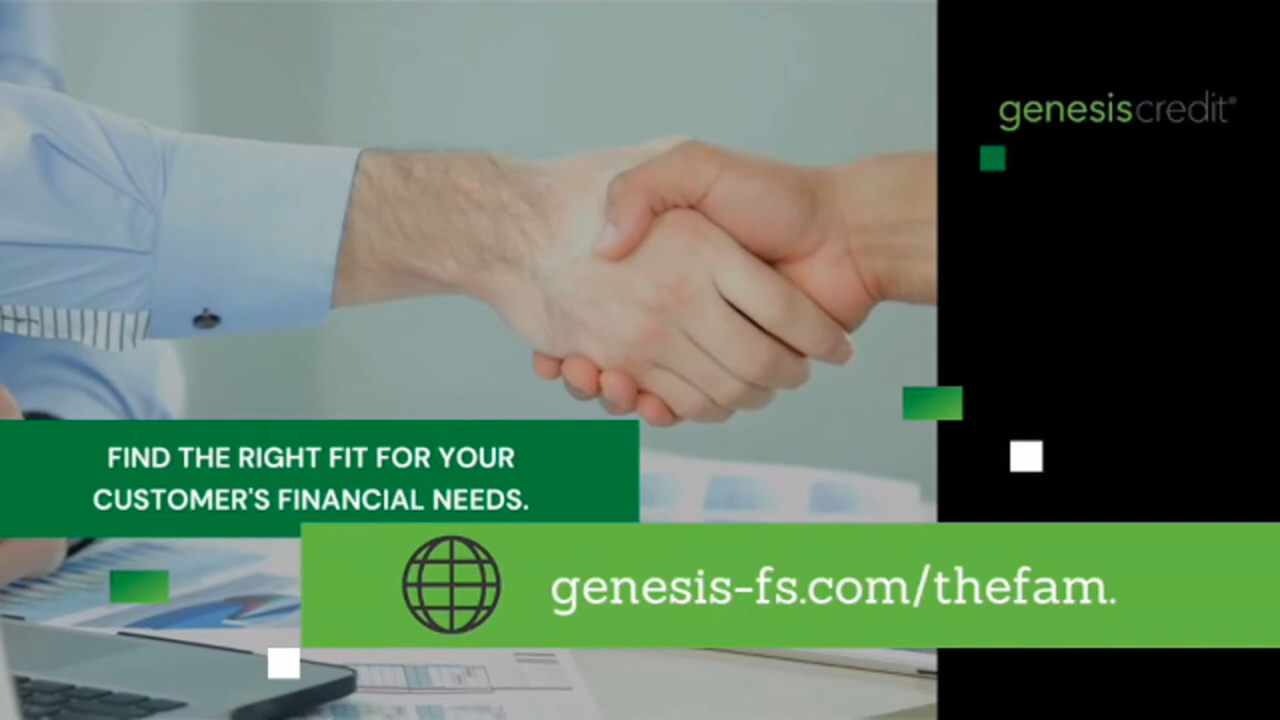 genesiscredit®
FIND THE RIGHT FIT FOR YOUR
CUSTOMER'S FINANCIAL NEEDS.
genesis-fs.com/thefam.